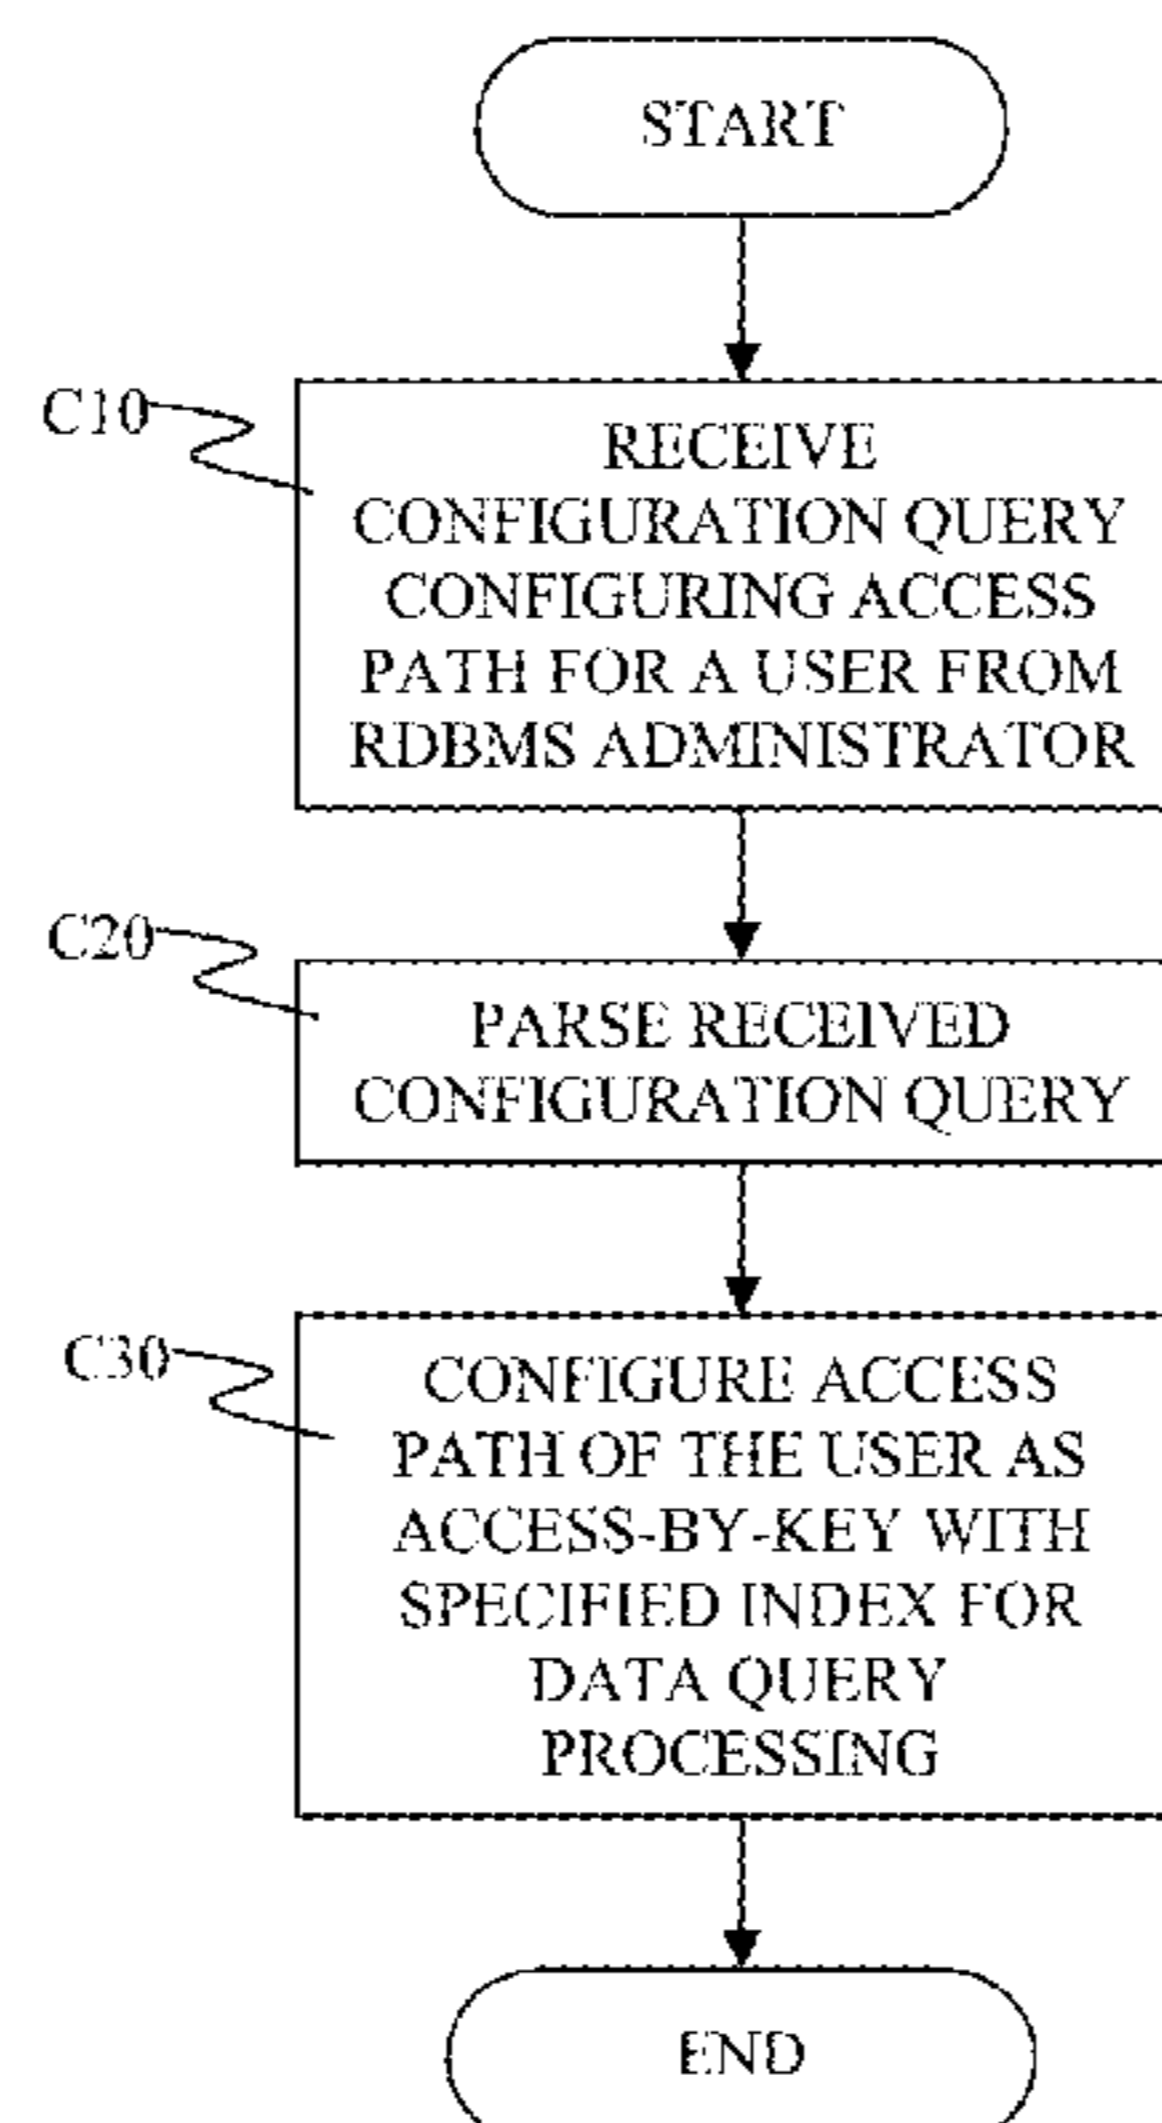 START
C10
RECEIVE
CONFIGURATION QUERY
CONFIGURING ACCESS
PATH FOR A USER FROM
RDBMS ADMINISTRATOR
C20
PARSE RECEIVED
CONFIGURATION QUERY
C30
CONFIGURE ACCESS
PATH OF THE USER AS
ACCESS-BY-KEY WITH
SPECIFIED INDEX FOR
DATA QUERY
PROCESSING
END